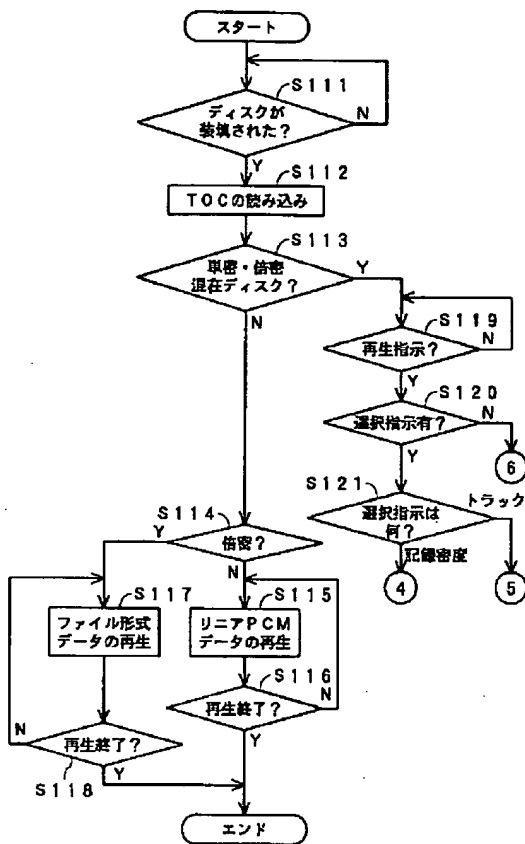 スタート
S111
ディスクが
装填された?
N
Y
S112
TOCの読み込み
S113
単密・倍密
混在ディスク?
Y
N
S119
再生指示?
N
Y
S120
選択指示有?
N
Y
6
S121
選択指示は
何?
トラック
記録密度
4
5
S114
倍密?
Y
N
S117
ファイル形式
データの再生
S115
リニアPCM
データの再生
S116
再生終了?
N
Y
再生終了?
N
Y
S118
エンド